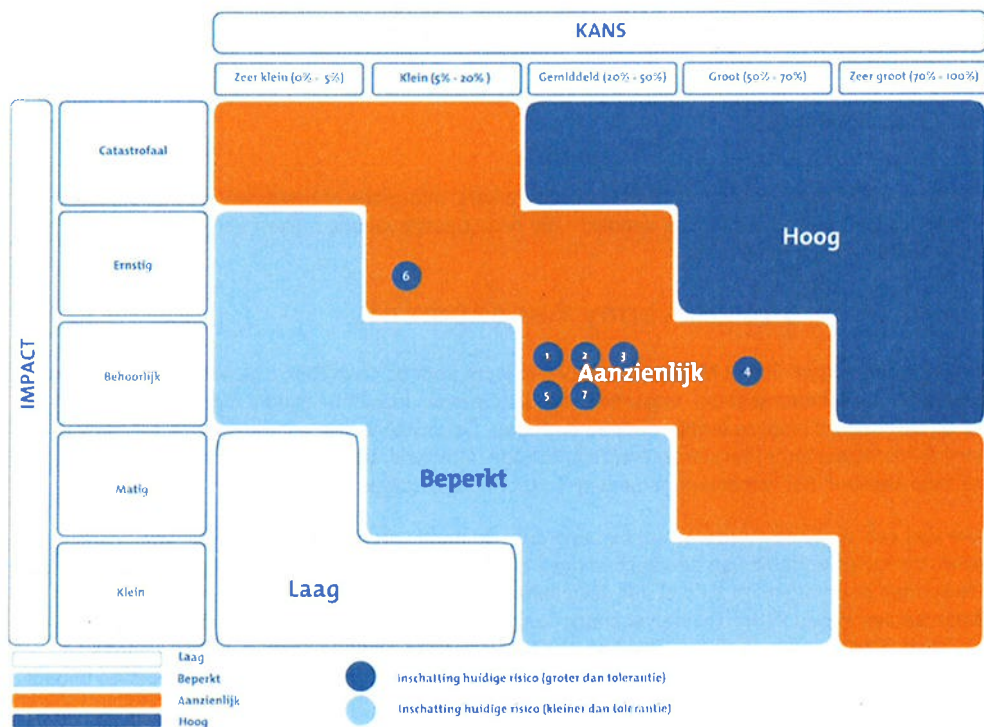 KANS
Zeer klein (0% - 5%)
Klein (5% - 20%)
Gemiddeld (20% - 50%)
Groot (50% - 70%)
Zeer groot (70% - 100%)
IMPACT
Catastrofaal
Ernstig
Behoorlijk
Matig
Klein
Hoog
6
1
2
3
Aanzienlijk
4
5
7
Beperkt
Laag
Laag
Beperkt
Aanzienlijk
Hoog
Inschatting huidige risico (groter dan tolerantie)
Inschatting huidige risico (kleiner dan tolerantie)